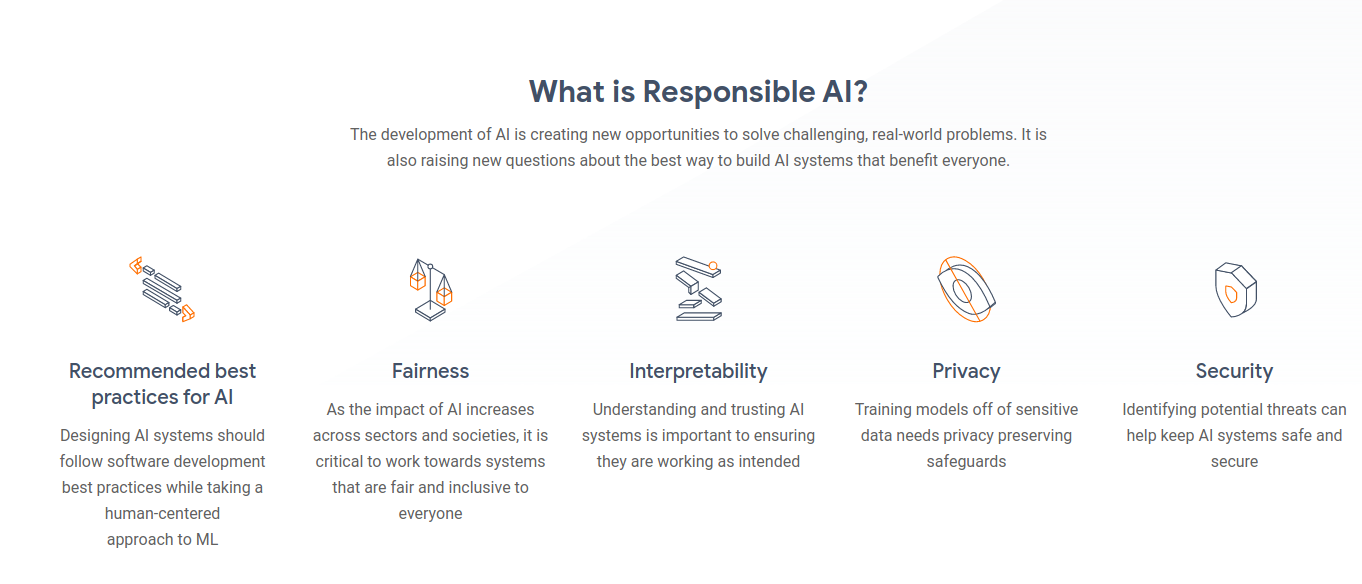 What is Responsible AI?
The development of AI is creating new opportunities to solve challenging, real-world problems. It is
also raising new questions about the best way to build AI systems that benefit everyone.
Recommended best
practices for AI
Designing AI systems should
follow software development
best practices while taking a
human-centered
approach to ML
Fairness
As the impact of AI increases
across sectors and societies, it is
critical to work towards systems
that are fair and inclusive to
everyone
Interpretability
Understanding and trusting AI
systems is important to ensuring
they are working as intended
Privacy
Training models off of sensitive
data needs privacy preserving
safeguards
Security
Identifying potential threats can
help keep AI systems safe and
secure